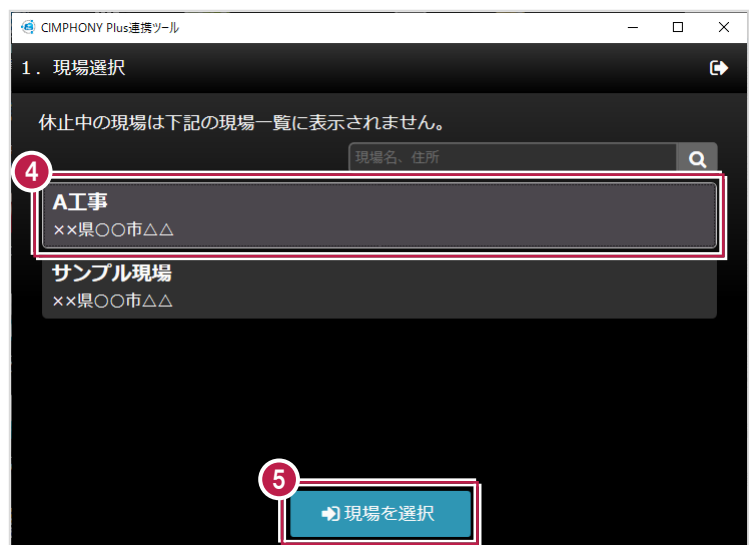 CIMPHONY Plus連携ツール
1．現場選択
休止中の現場は下記の現場一覧に表示されません。
現場名、住所
4
A工事
××県○○市△△
サンプル現場
××県○○市△△
5
現場を選択